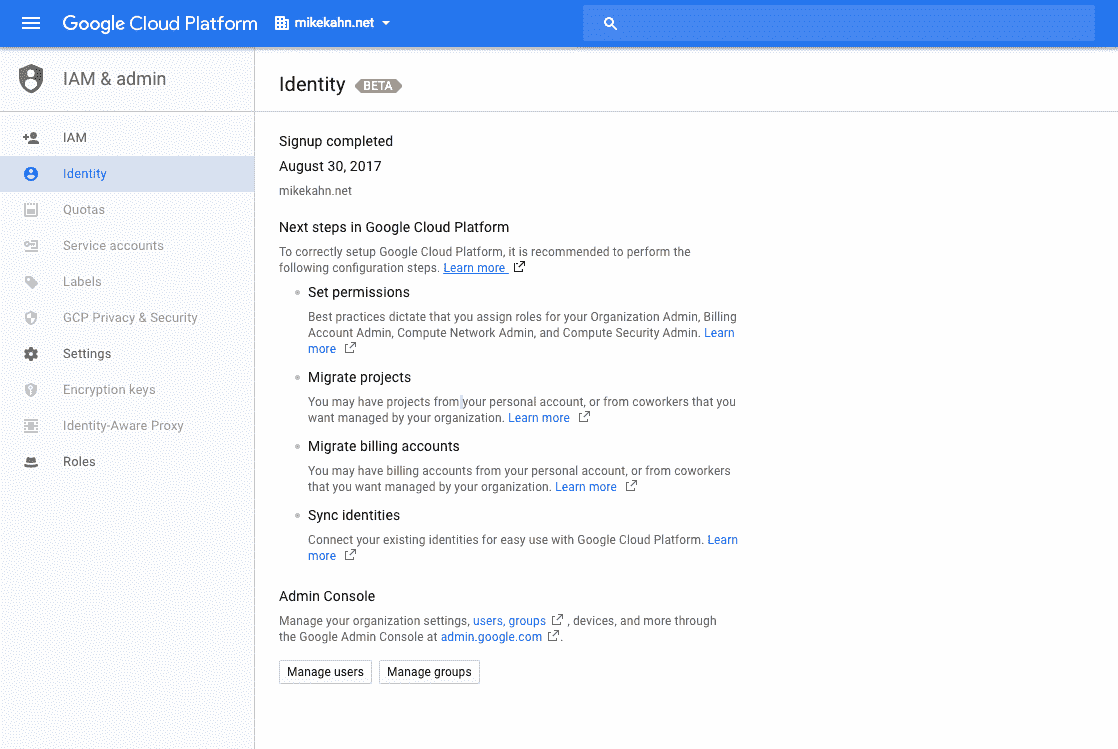 Google Cloud Platform mikekahn.net
IAM & admin
IAM
Identity
Quotas
Service accounts
Labels
GCP Privacy & Security
Settings
Encryption keys
Identity-Aware Proxy
Roles
Identity BETA
Signup completed
August 30, 2017
mikekahn.net
Next steps in Google Cloud Platform
To correctly setup Google Cloud Platform, it is recommended to perform the
following configuration steps. Learn more
Set permissions
Best practices dictate that you assign roles for your Organization Admin, Billing
Account Admin, Compute Network Admin, and Compute Security Admin. Learn
more
Migrate projects
You may have projects from your personal account, or from coworkers that you
want managed by your organization. Learn more
Migrate billing accounts
You may have billing accounts from your personal account, or from coworkers
that you want managed by your organization. Learn more
Sync identities
Connect your existing identities for easy use with Google Cloud Platform. Learn
more
Admin Console
Manage your organization settings, users, groups , devices, and more through
the Google Admin Console at admin.google.com .
Manage users Manage groups